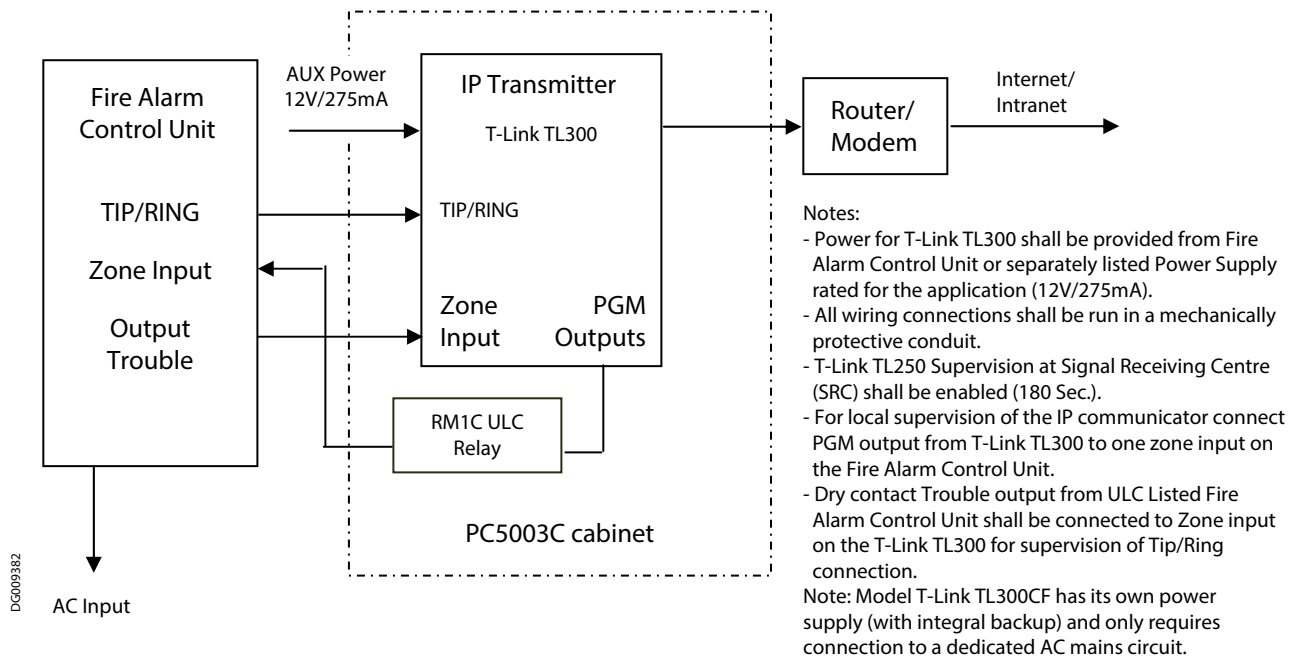 Fire Alarm
Control Unit
TIP/RING
Zone Input
Output
Trouble
AC Input
DG009382
AUX Power
12V/275mA
IP Transmitter
T-Link TL300
TIP/RING
Zone
Input
PGM
Outputs
RM1C ULC
Relay
PC5003C cabinet
Router/
Modem
Internet/
Intranet
Notes:
- Power for T-Link TL300 shall be provided from Fire
Alarm Control Unit or separately listed Power Supply
rated for the application (12V/275mA).
- All wiring connections shall be run in a mechanically
protective conduit.
- T-Link TL250 Supervision at Signal Receiving Centre
(SRC) shall be enabled (180 Sec.).
- For local supervision of the IP communicator connect
PGM output from T-Link TL300 to one zone input on
the Fire Alarm Control Unit.
- Dry contact Trouble output from ULC Listed Fire
Alarm Control Unit shall be connected to Zone input
on the T-Link TL300 for supervision of Tip/Ring
connection.
Note: Model T-Link TL300CF has its own power
supply (with integral backup) and only requires
connection to a dedicated AC mains circuit.